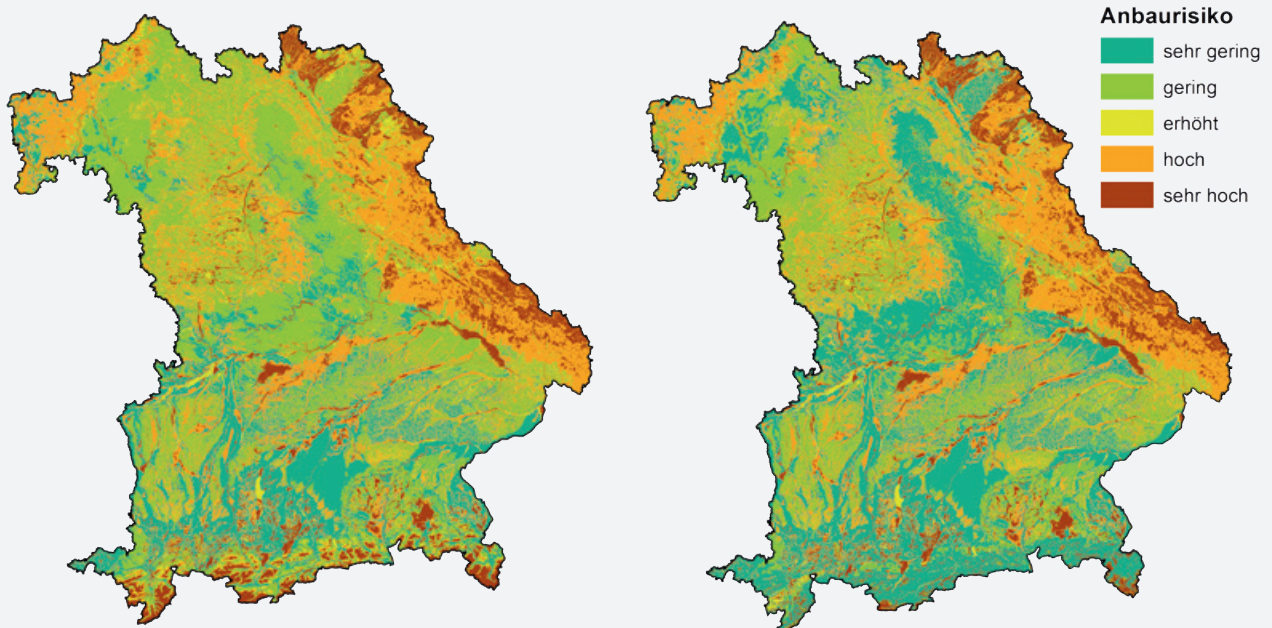 Anbaurisiko
sehr gering
gering
erhöht
hoch
sehr hoch